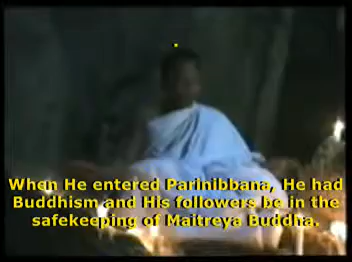 When He entered Parinibbana, He had
Buddhism and His followers be in the
safekeeping of Maitreya Buddha.